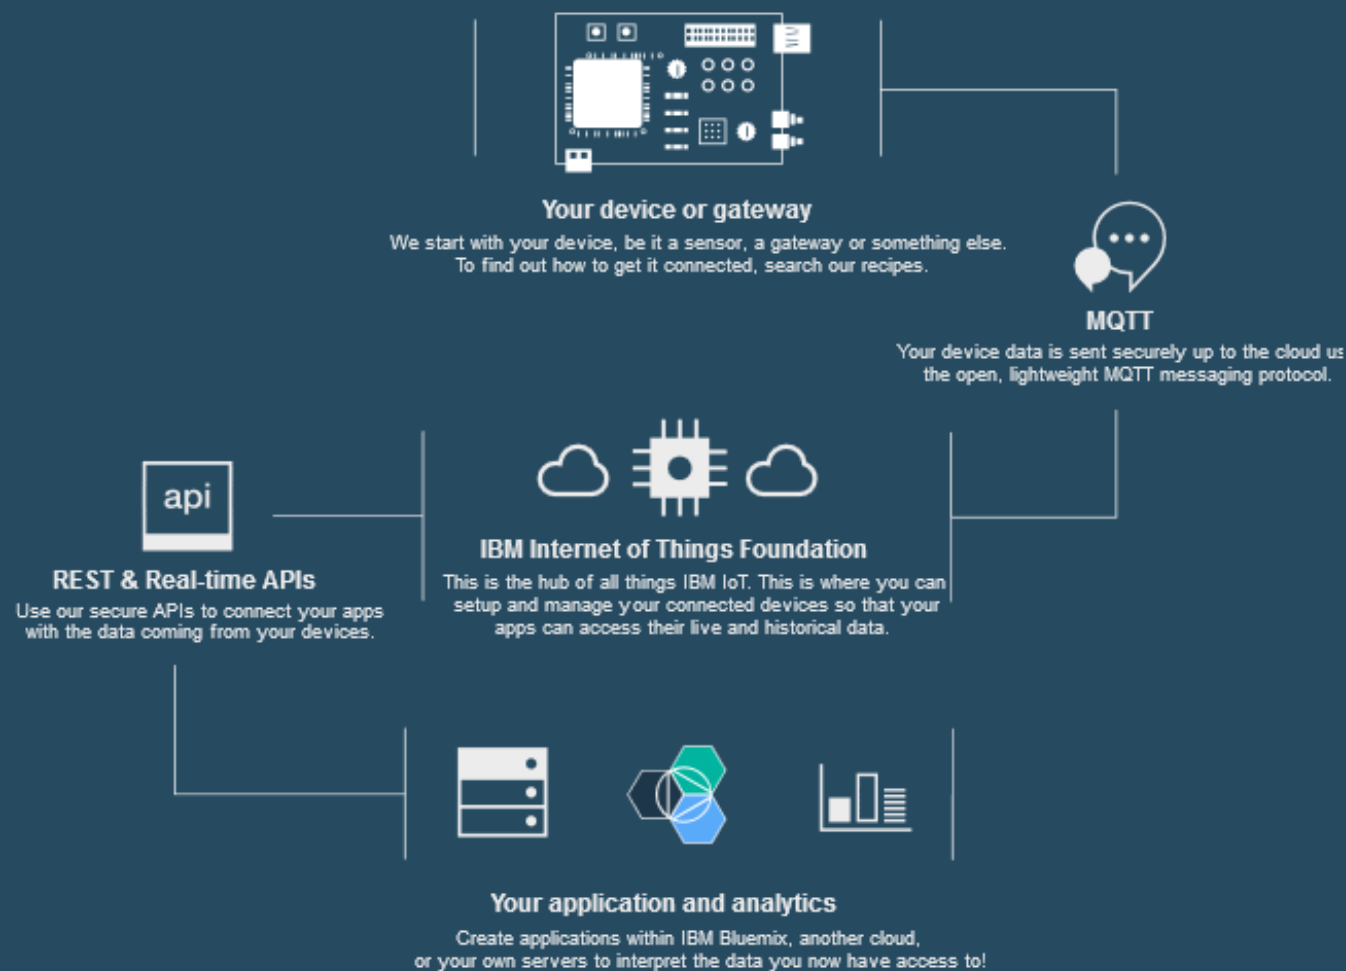 Your device or gateway
We start with your device, be it a sensor, a gateway or something else.
To find out how to get it connected, search our recipes.
MQTT
Your device data is sent securely up to the cloud us
the open, lightweight MQTT messaging protocol.
api
REST & Real-time APIs
Use our secure APIs to connect your apps
with the data coming from your devices.
IBM Internet of Things Foundation
This is the hub of all things IBM IoT. This is where you can
setup and manage your connected devices so that your
apps can access their live and historical data.
Your application and analytics
Create applications within IBM Bluemix, another cloud,
or your own servers to interpret the data you now have access to!